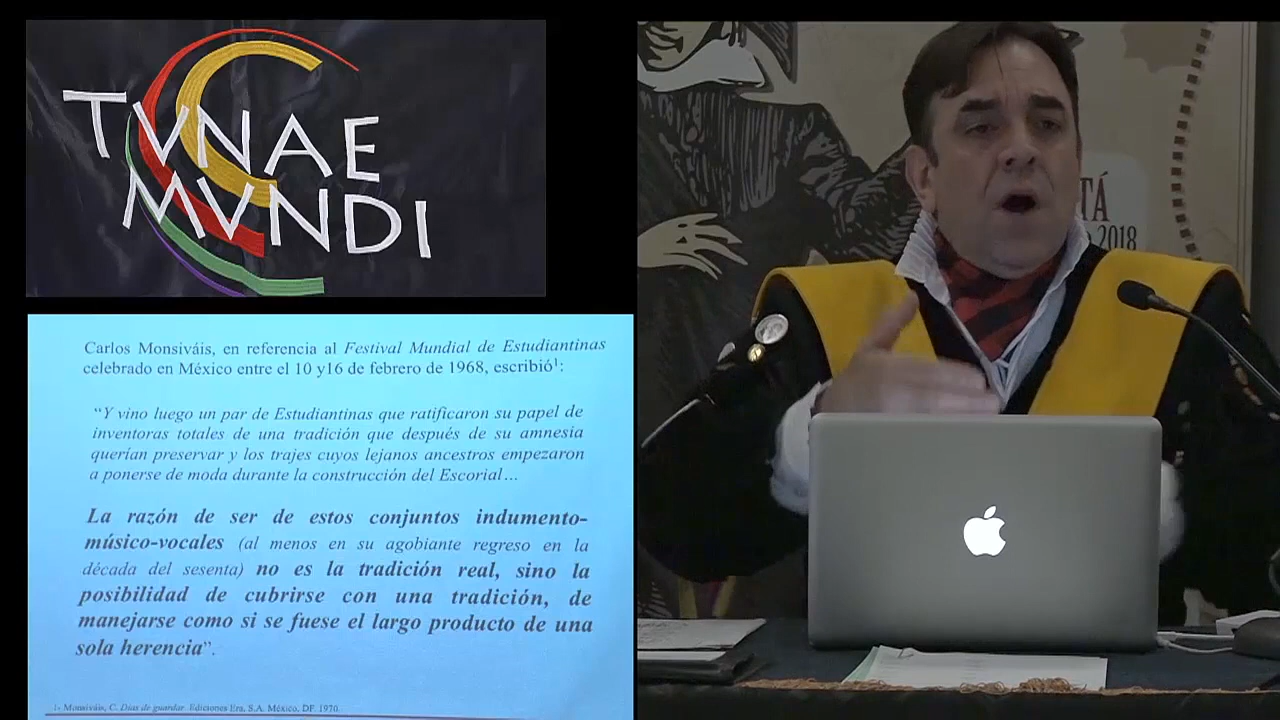 TVNAE
MVNDI
Carlos Monsiváis, en referencia al Festival Mundial de Estudiantinas
celebrado en México entre el 10 y16 de febrero de 1968, escribió¹:
“Y vino luego un par de Estudiantinas que ratificaron su papel de
inventoras totales de una tradición que después de su amnesia
querían preservar y los trajes cuyos lejanos ancestros empezaron
a ponerse de moda durante la construcción del Escorial…
La razón de ser de estos conjuntos indumento-
músico-vocales (al menos en su agobiante regreso en la
década del sesenta) no es la tradición real, sino la
posibilidad de cubrirse con una tradición, de
manejarse como si se fuese el largo producto de una
sola herencia”.
1- Monsiváis, C. Días de guardar. Ediciones Era, S.A. México, DF. 1970.
TÁ
2018